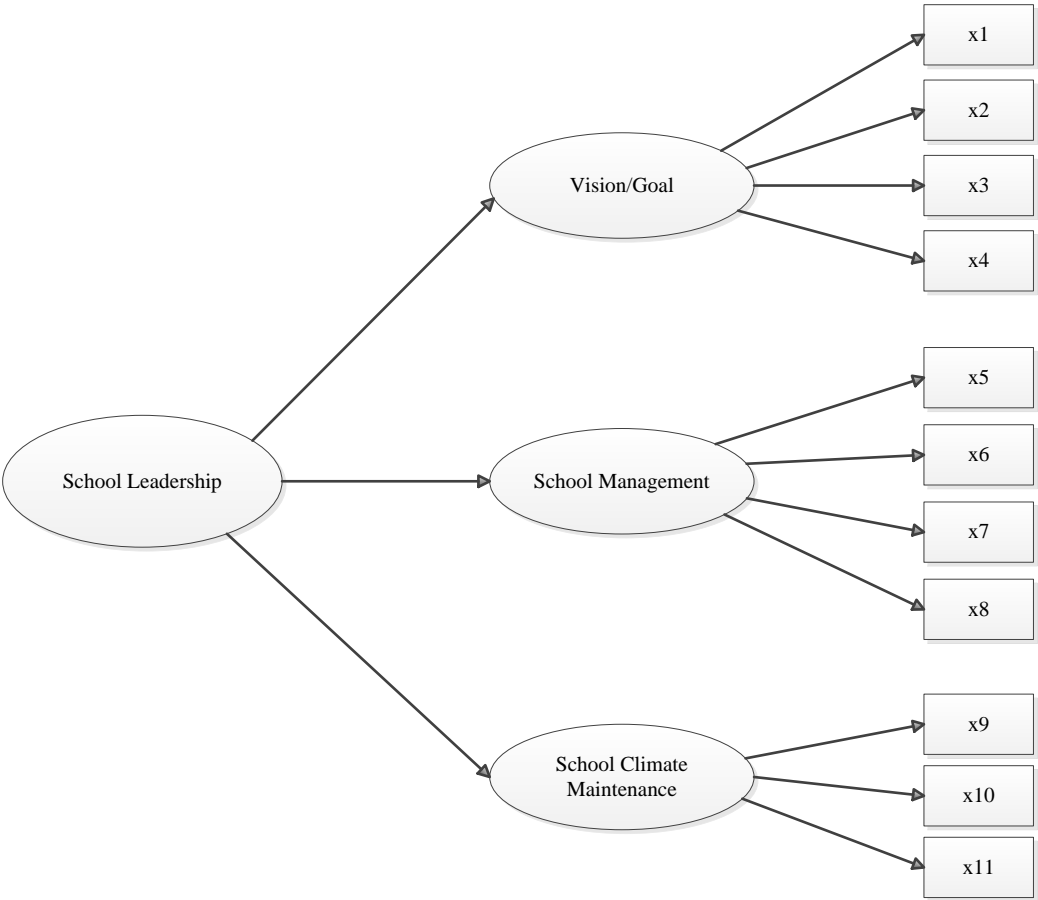 x1
x2
Vision/Goal
x3
x4
x5
x6
School Leadership
School Management
x7
x8
x9
School Climate
Maintenance
x10
x11